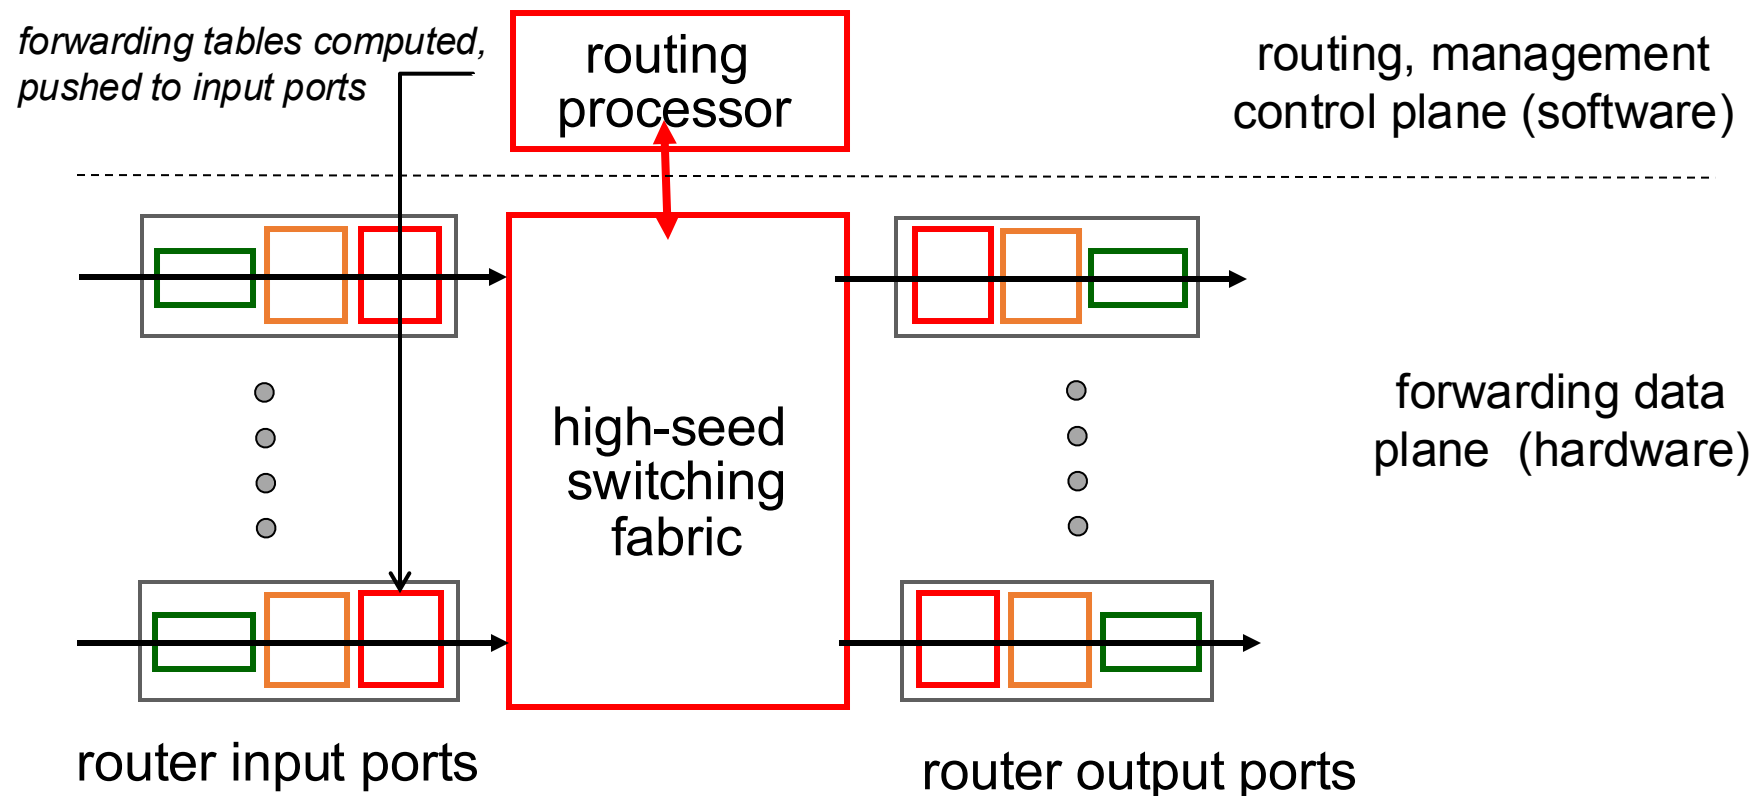 forwarding tables computed,
pushed to input ports
routing
processor
routing, management
control plane (software)
high-seed
switching
fabric
forwarding data
plane (hardware)
router input ports
router output ports